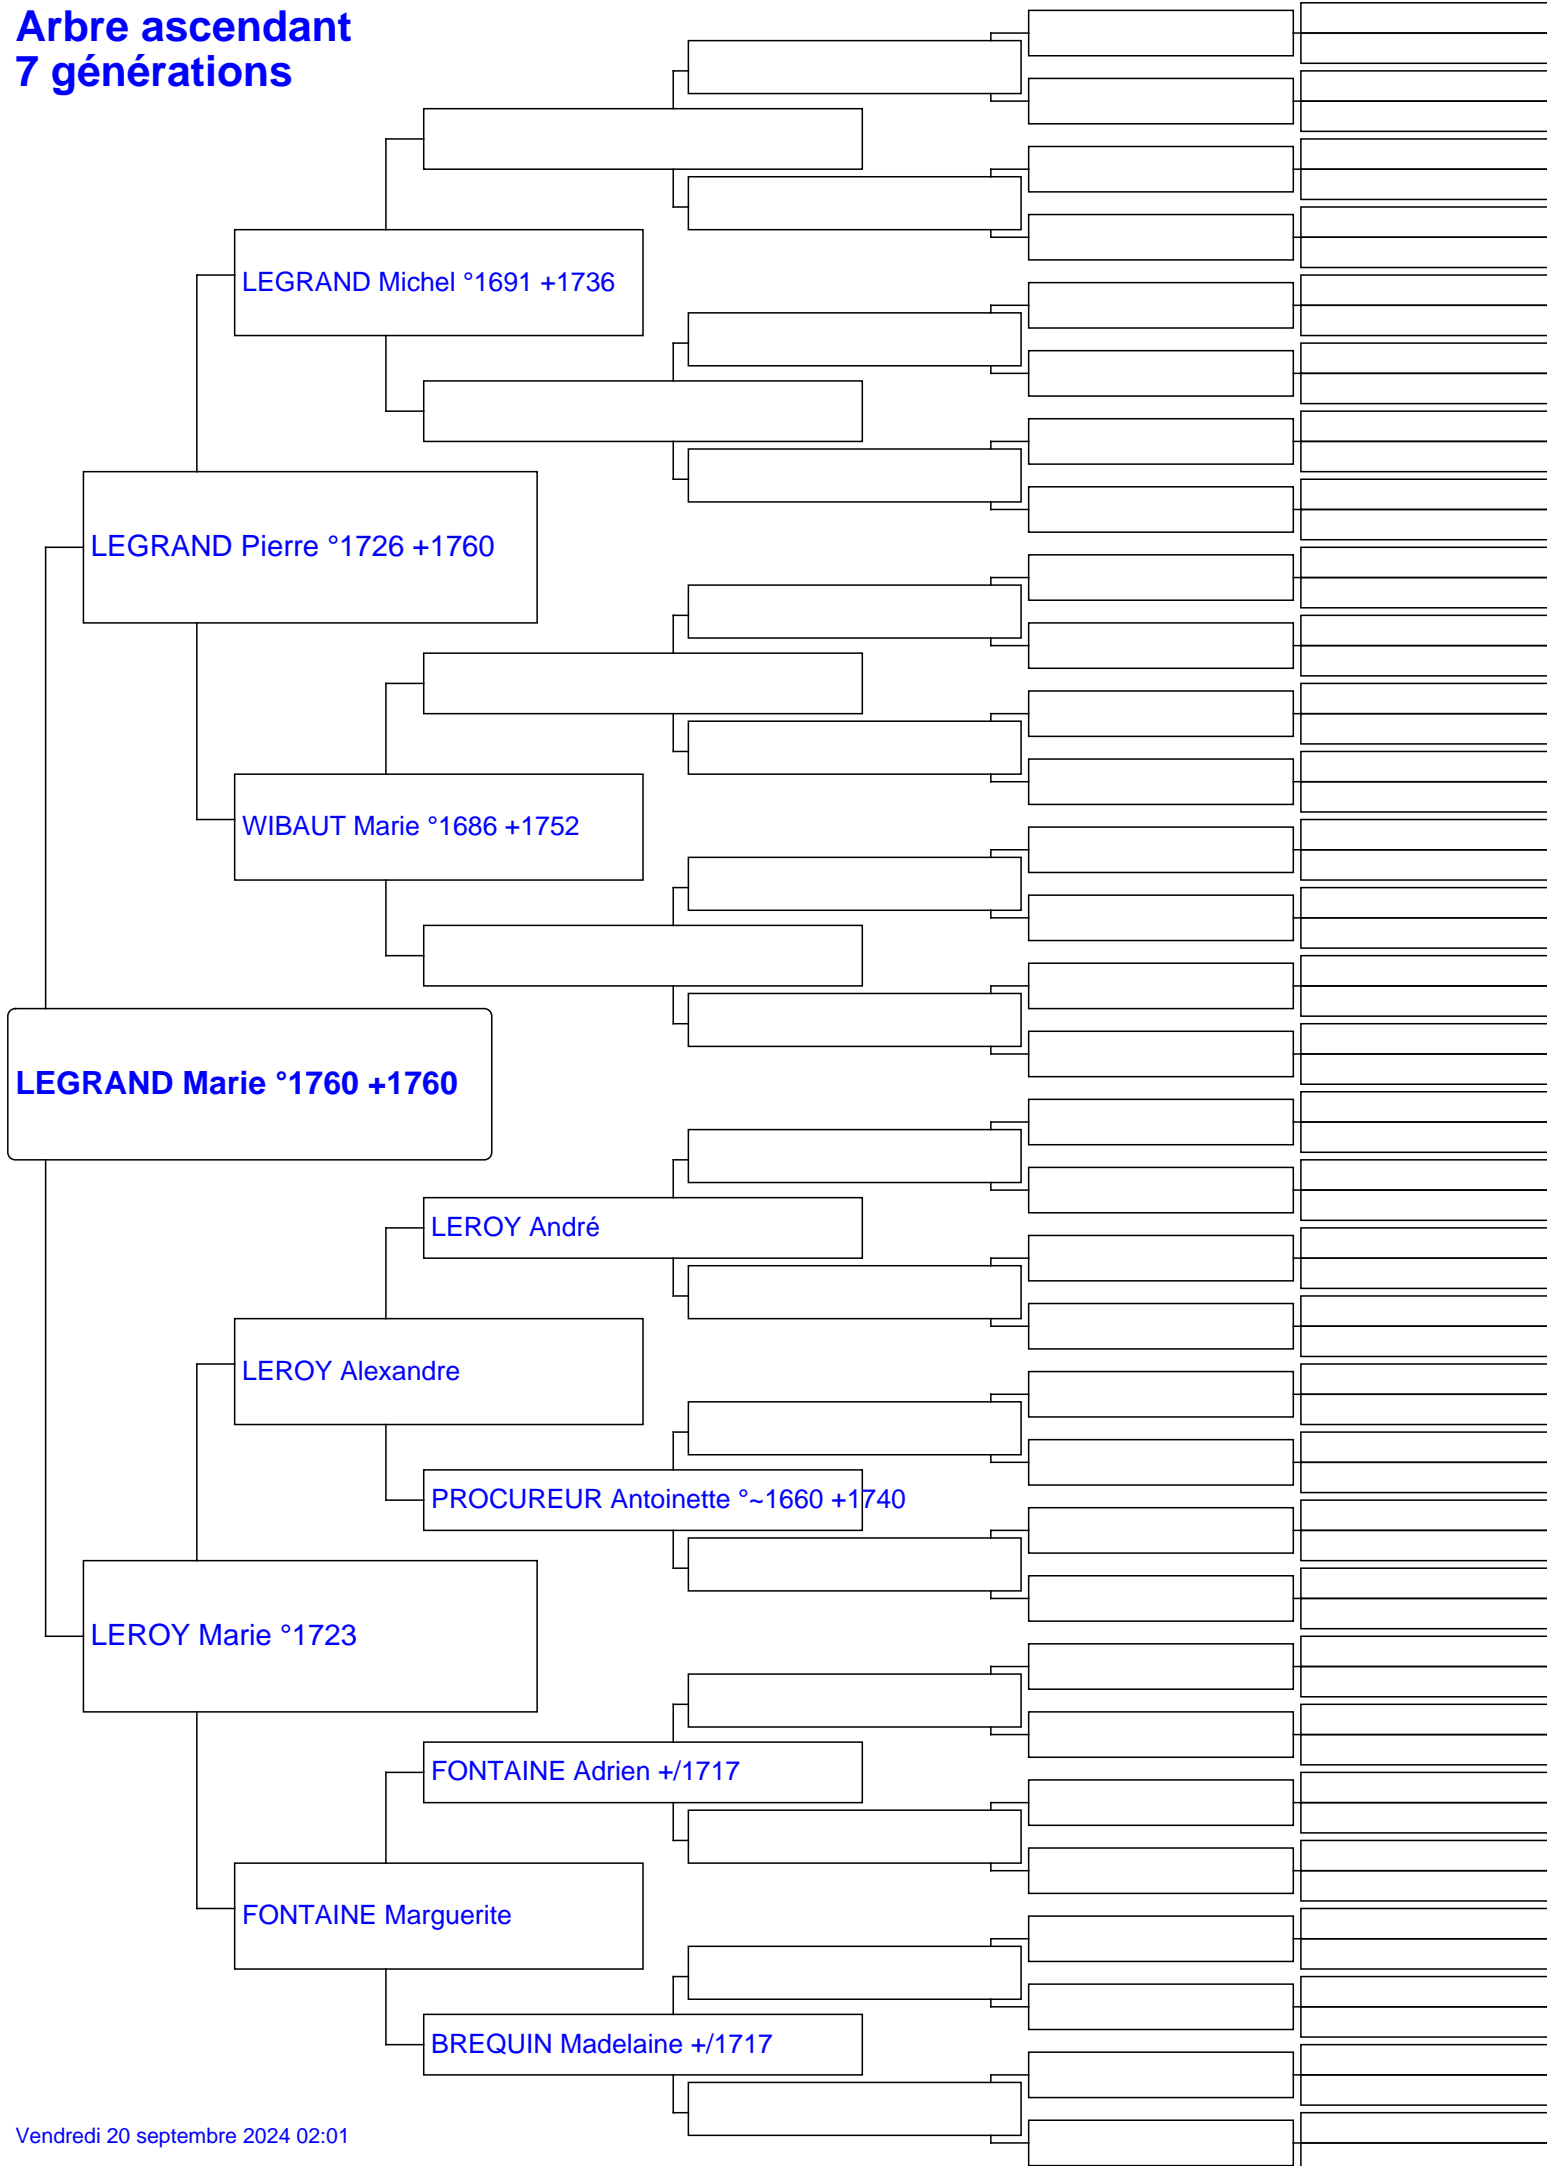 Arbre ascendant
7 générations
LEGRAND Michel °1691 +1736
LEGRAND Pierre °1726 +1760
WIBAUT Marie °1686 +1752
LEGRAND Marie °1760 +1760
LEROY André
LEROY Alexandre
PROCUREUR Antoinette °~1660 +1740
LEROY Marie °1723
FONTAINE Adrien +/1717
FONTAINE Marguerite
BREQUIN Madelaine +/1717
Vendredi 20 septembre 2024 02:01